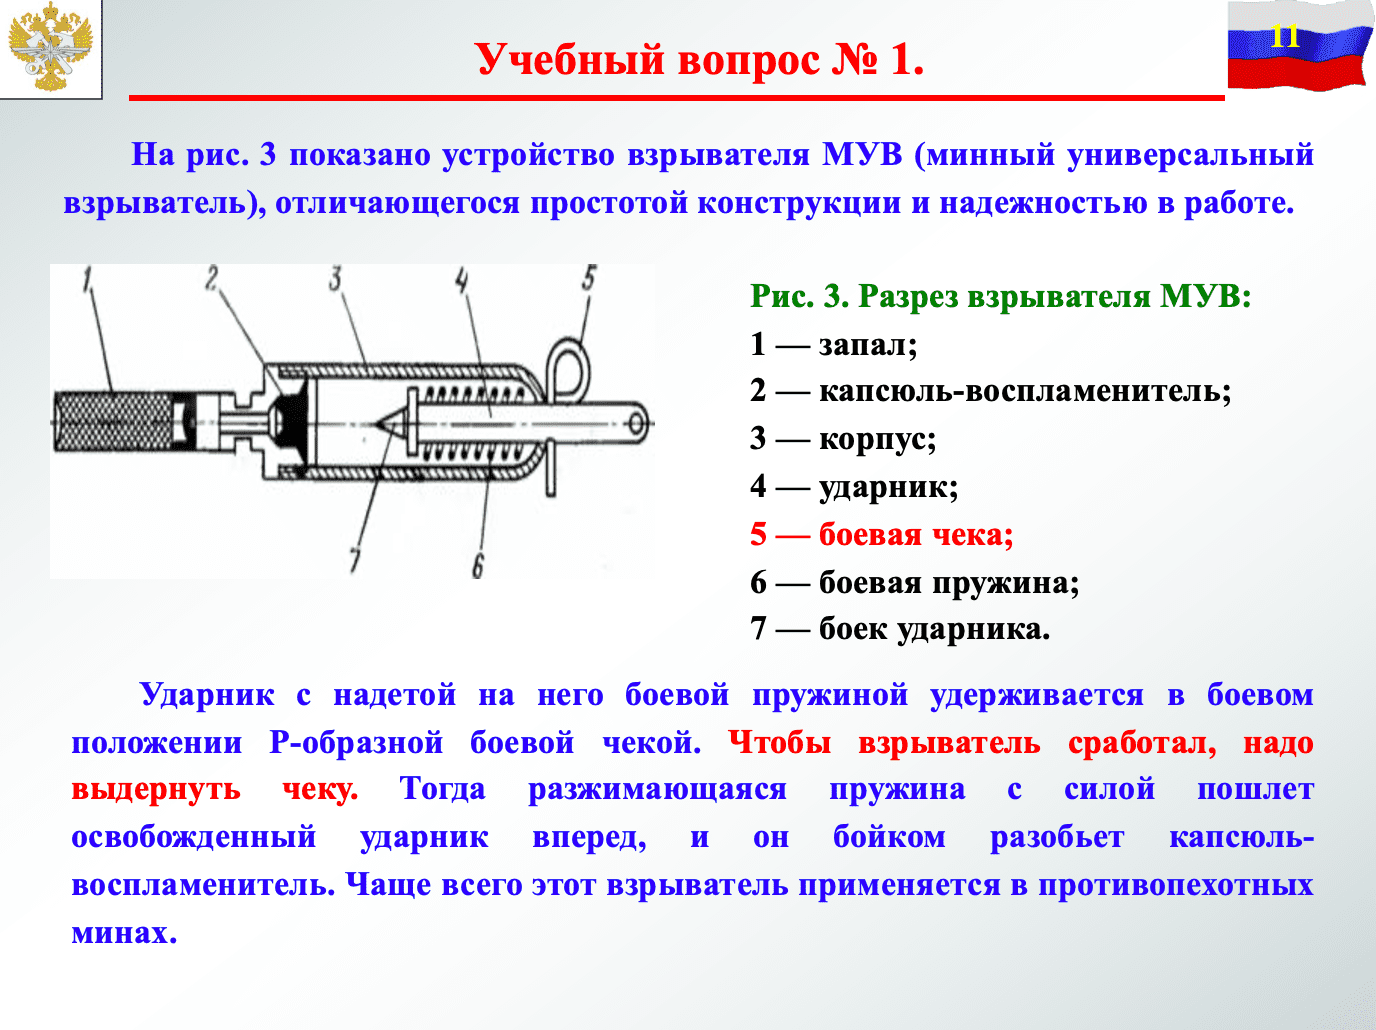 11
Учебный вопрос № 1.
На рис. 3 показано устройство взрывателя МУВ (минный универсальный
взрыватель), отличающегося простотой конструкции и надежностью в работе.
1 2 3 4 5
7 6
Рис. 3. Разрез взрывателя МУВ:
1 — запал;
2 — капсюль-воспламенитель;
3 — корпус;
4 — ударник;
5 — боевая чека;
6 — боевая пружина;
7 — боек ударника.
Ударник с надетой на него боевой пружиной удерживается в боевом
положении Р-образной боевой чекой. Чтобы взрыватель сработал, надо
выдернуть чеку. Тогда разжимающаяся пружина с силой пошлет
освобожденный ударник вперед, и он бойком разобьет капсюль-
воспламенитель. Чаще всего этот взрыватель применяется в противопехотных
минах.